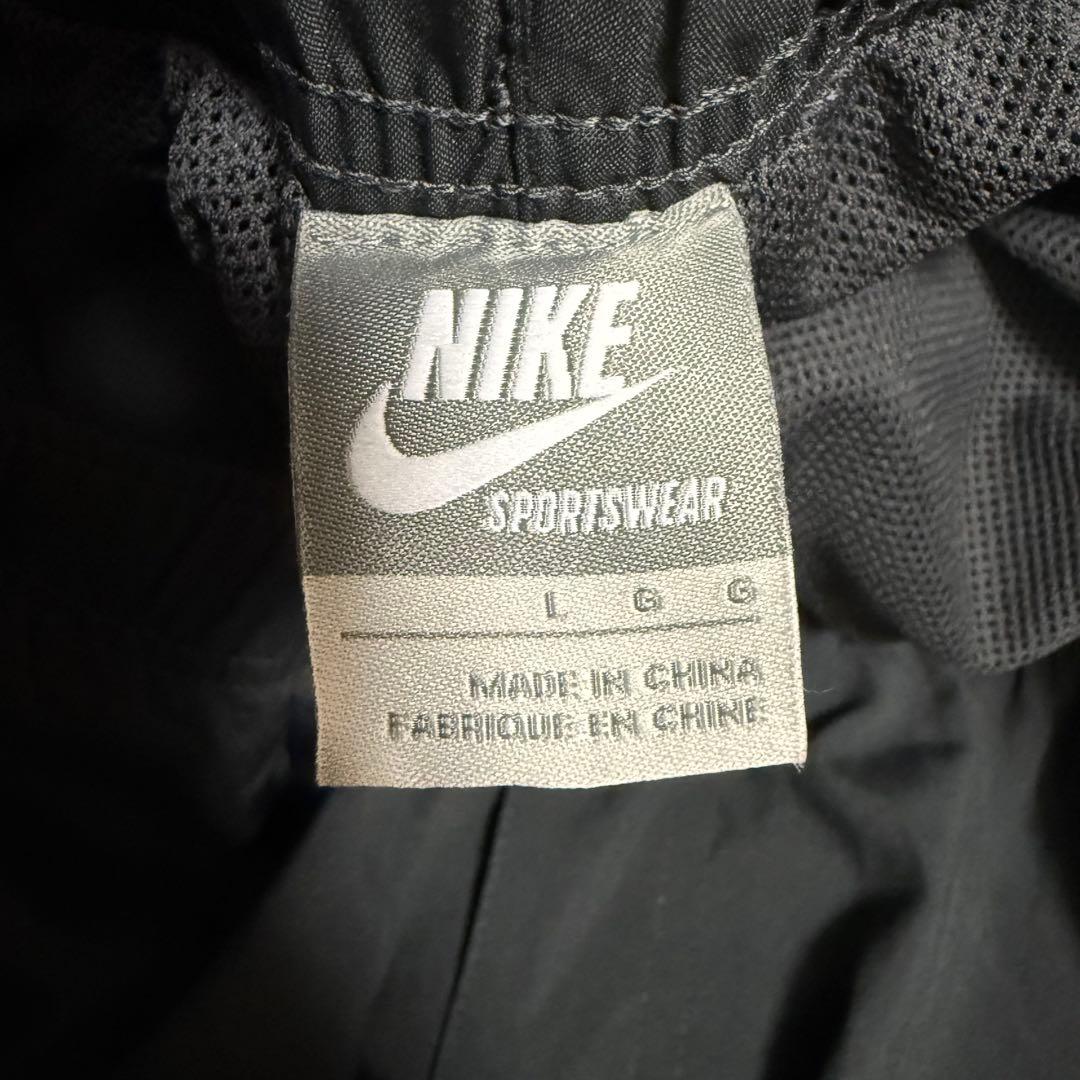 NIKE
SPORTSWEAR
L G G
MADE IN CHINA
FABRIQUE EN CHINE